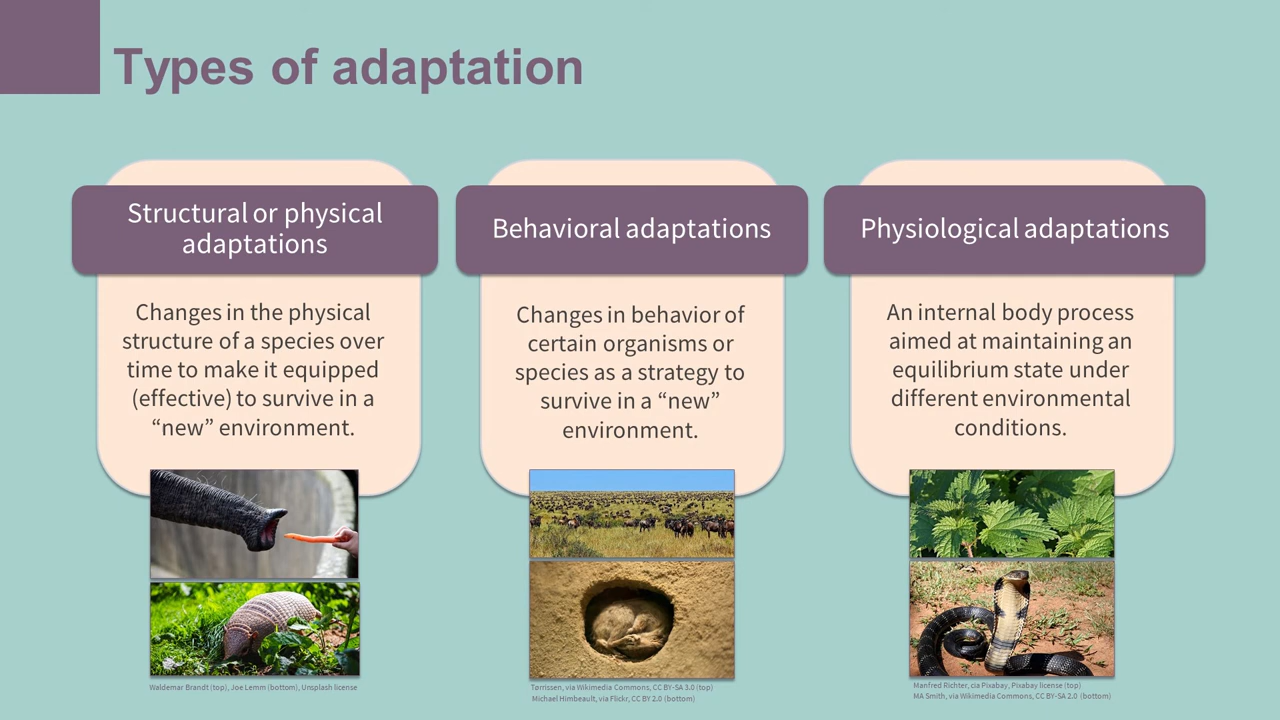 Types of adaptation
Structural or physical
adaptations
Changes in the physical
structure of a species over
time to make it equipped
(effective) to survive in a
“new” environment.
Waldemar Brandt (top), Joe Lemm (bottom), Unsplash license
Behavioral adaptations
Changes in behavior of
certain organisms or
species as a strategy to
survive in a “new”
environment.
Tørrissen, via Wikimedia Commons, CC BY-SA 3.0 (top)
Michael Himbeault, via Flickr, CC BY 2.0 (bottom)
Physiological adaptations
An internal body process
aimed at maintaining an
equilibrium state under
different environmental
conditions.
Manfred Richter, cia Pixabay, Pixabay license (top)
MA Smith, via Wikimedia Commons, CC BY-SA 2.0 (bottom)